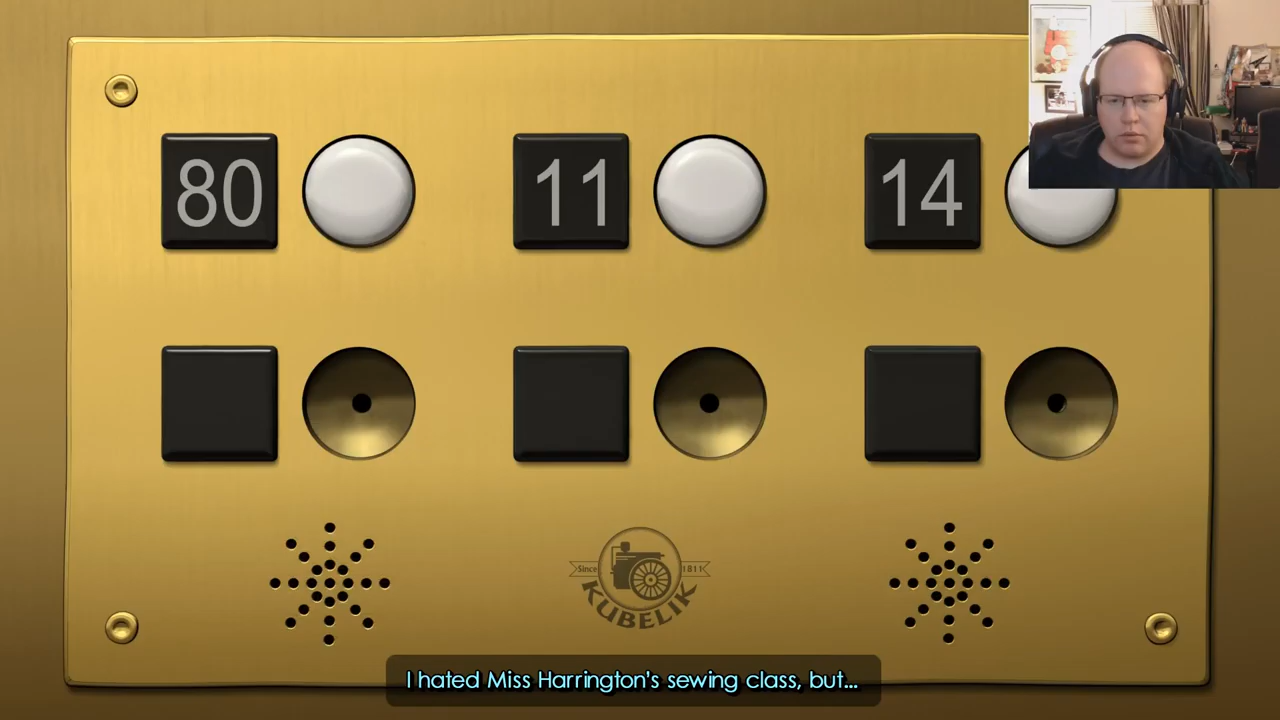 80 11 14
Since 1811
KUBELIK
I hated Miss Harrington's sewing class, but...